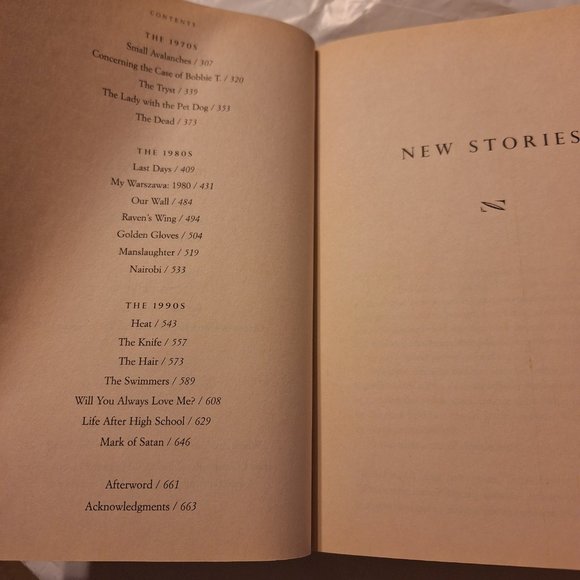 CONTENTS
THE 1970S
Small Avalanches / 307
Concerning the Case of Bobbie T. / 320
The Tryst / 339
The Lady with the Pet Dog / 353
The Dead / 373
THE 1980S
Last Days / 409
My Warszawa: 1980 / 431
Our Wall / 484
Raven's Wing / 494
Golden Gloves / 504
Manslaughter / 519
Nairobi / 533
THE 1990S
Heat / 543
The Knife / 557
The Hair / 573
The Swimmers / 589
Will You Always Love Me? / 608
Life After High School / 629
Mark of Satan / 646
Afterword / 661
Acknowledgments / 663
NEW STORIES